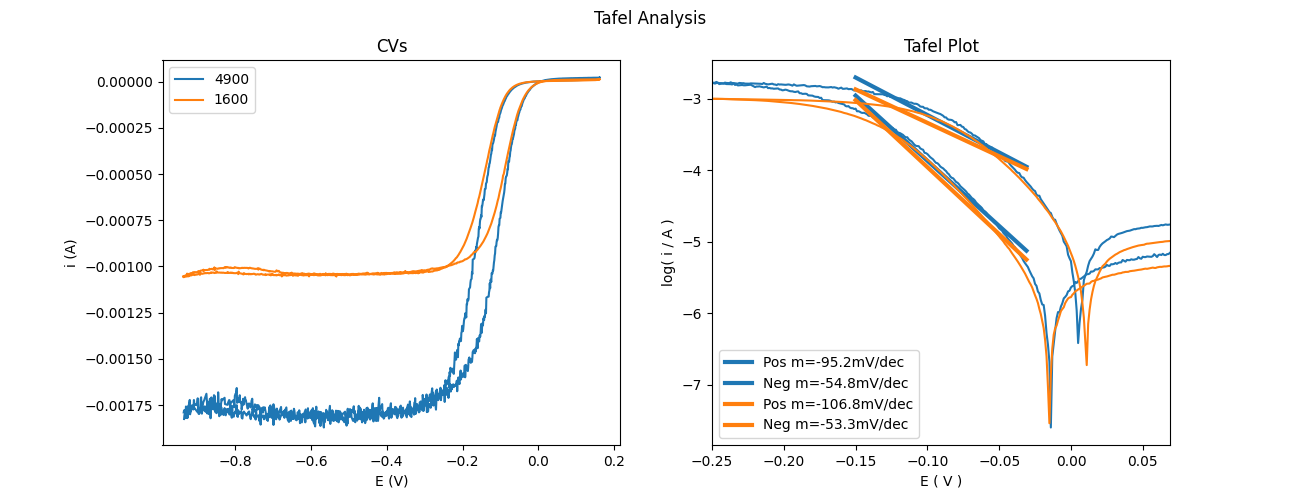 Tafel Analysis
CVs
4900
1600
0.00000
−0.00025
−0.00050
−0.00075
−0.00100
−0.00125
−0.00150
−0.00175
i (A)
−0.8 −0.6 −0.4 −0.2 0.0 0.2
E (V)
Tafel Plot
−3
−4
−5
−6
−7
log( i / A )
Pos m=-95.2mV/dec
Neg m=-54.8mV/dec
Pos m=-106.8mV/dec
Neg m=-53.3mV/dec
−0.25 −0.20 −0.15 −0.10 −0.05 0.00 0.05
E ( V )